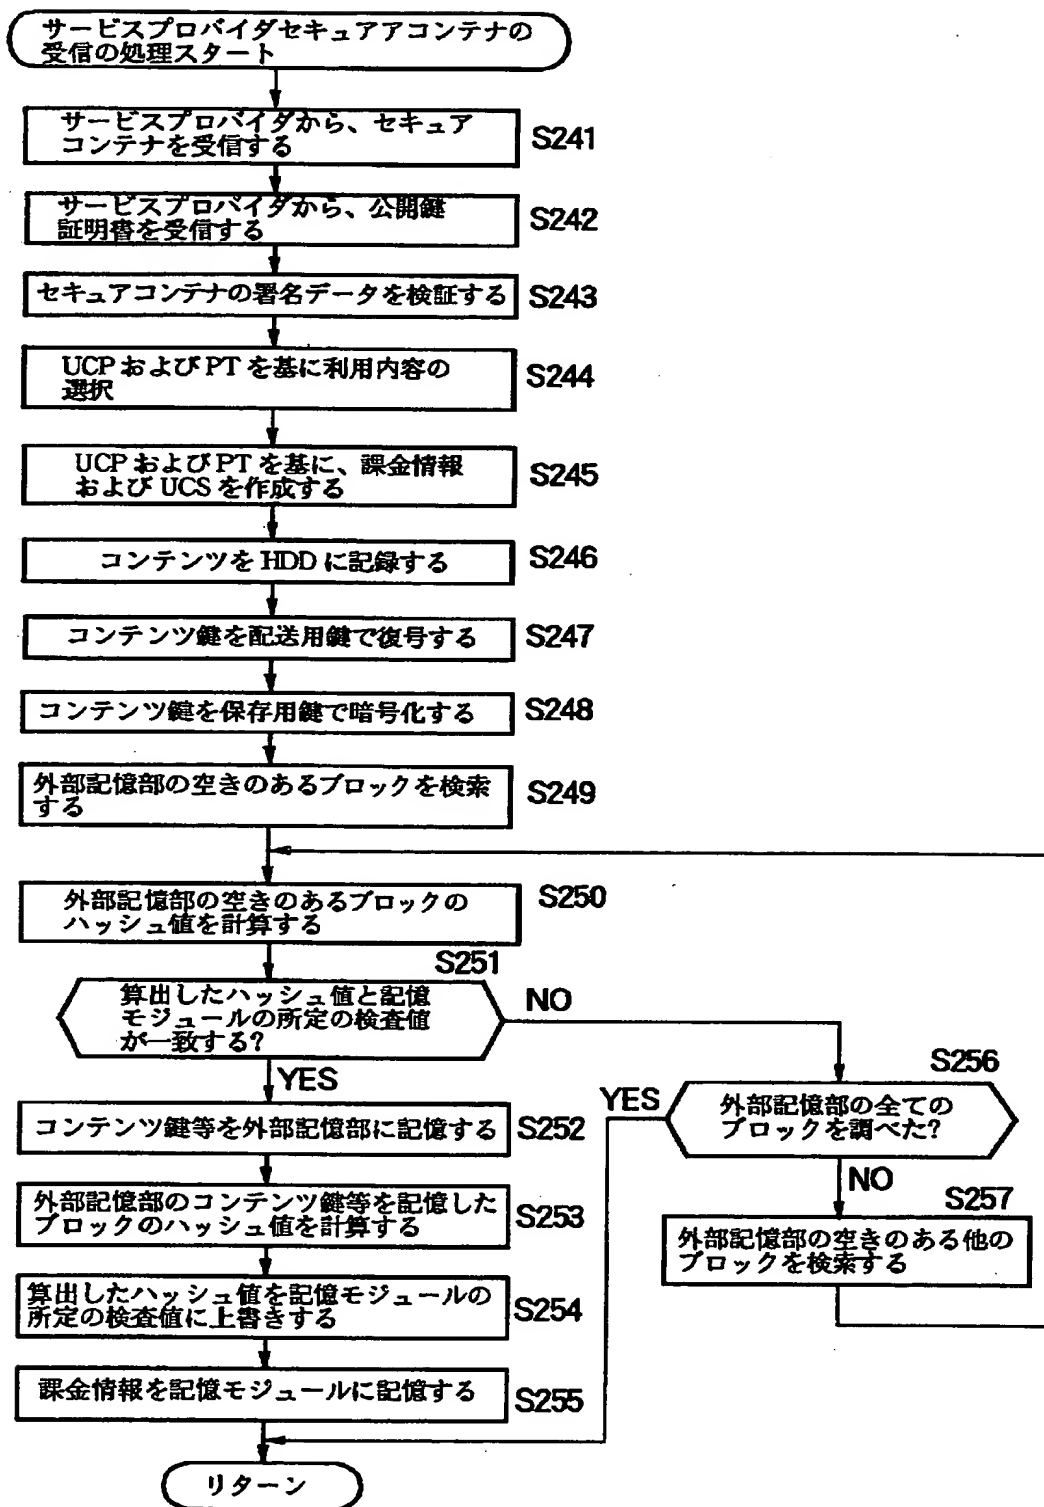 サービスプロバイダセキュアアコンテナの
受信の処理スタート
サービスプロバイダから、セキュア
コンテナを受信する
S241
サービスプロバイダから、公開鍵
証明書を受信する
S242
セキュアコンテナの署名データを検証する
S243
UCP および PT を基に利用内容の
選択
S244
UCP および PT を基に、課金情報
および UCS を作成する
S245
コンテンツを HDD に記録する
S246
コンテンツ鍵を配送用鍵で復号する
S247
コンテンツ鍵を保存用鍵で暗号化する
S248
外部記憶部の空きのあるブロックを検索
する
S249
外部記憶部の空きのあるブロックの
ハッシュ値を計算する
S250
S251
算出したハッシュ値と記憶
モジュールの所定の検査値
が一致する?
NO
YES
S256
外部記憶部の全ての
ブロックを調べた?
YES
NO
コンテンツ鍵等を外部記憶部に記憶する
S252
S257
外部記憶部の空きのある他の
ブロックを検索する
外部記憶部のコンテンツ鍵等を記憶した
ブロックのハッシュ値を計算する
S253
算出したハッシュ値を記憶モジュールの
所定の検査値に上書きする
S254
課金情報を記憶モジュールに記憶する
S255
リターン